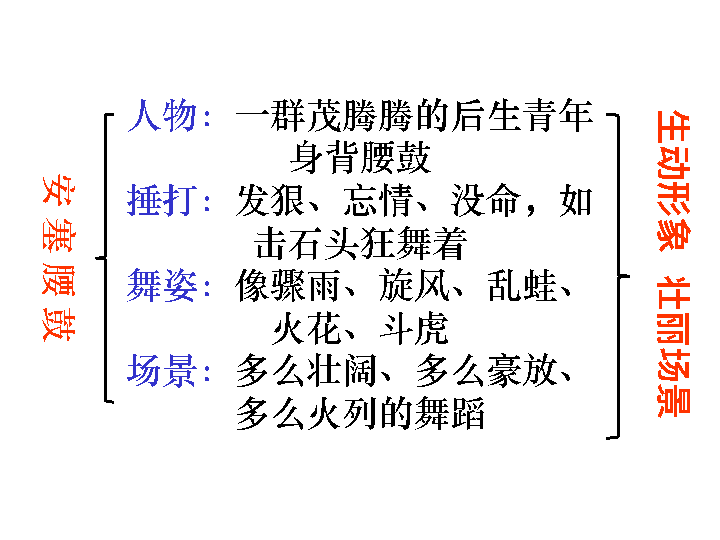 安塞腰鼓
人物：一群茂腾腾的后生青年
身背腰鼓
捶打：发狠、忘情、没命，如
击石头狂舞着
舞姿：像骤雨、旋风、乱蛙、
火花、斗虎
场景：多么壮阔、多么豪放、
多么火列的舞蹈
生动形象 壮丽场景